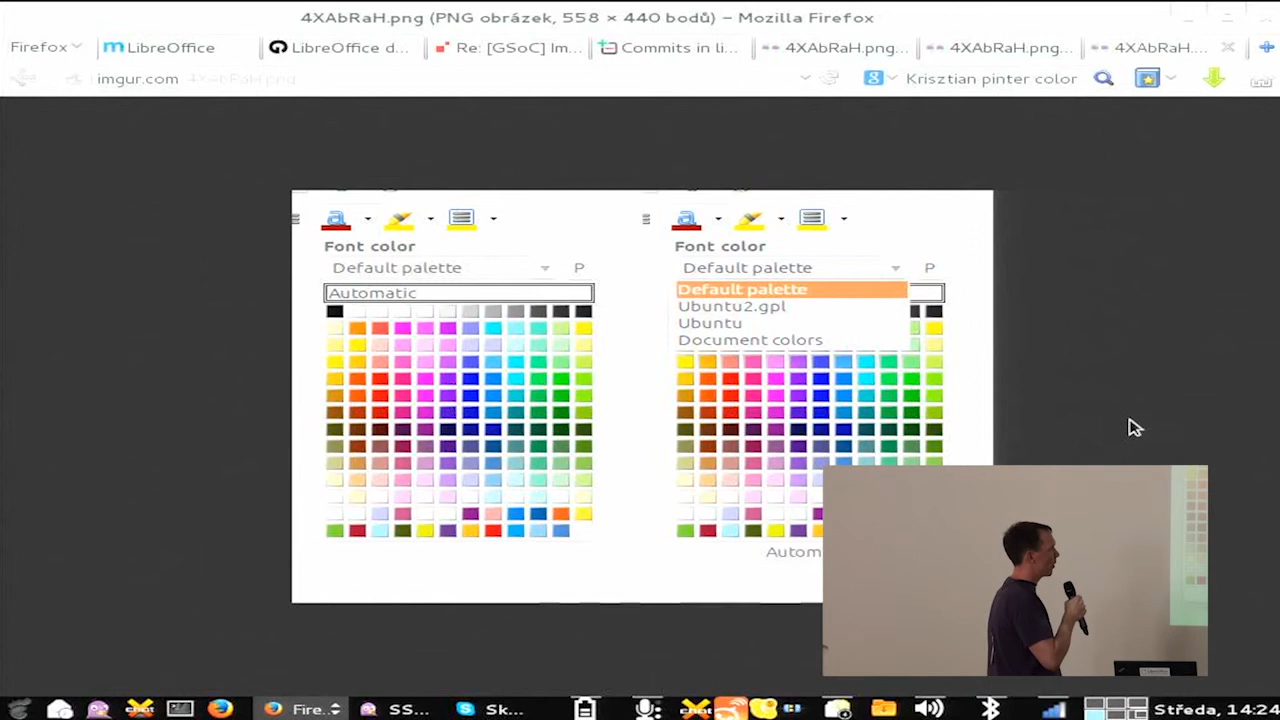 4XAbRaH.png (PNG obrázek, 558 × 440 bodů) – Mozilla Firefox
Firefox LibreOffice LibreOffice d... Re: [GSoC] Im... Commits in li... 4XAbRaH.png... 4XAbRaH.png... 4XAbRaH....
imgur.com 4XAbRaH.png Krisztian pinter color
Font color
Default palette P
Automatic
Font color
Default palette P
Default palette
Ubuntu2.gpl
Ubuntu
Document colors
Autom
Fire... SS... Sk... Středa, 14:24